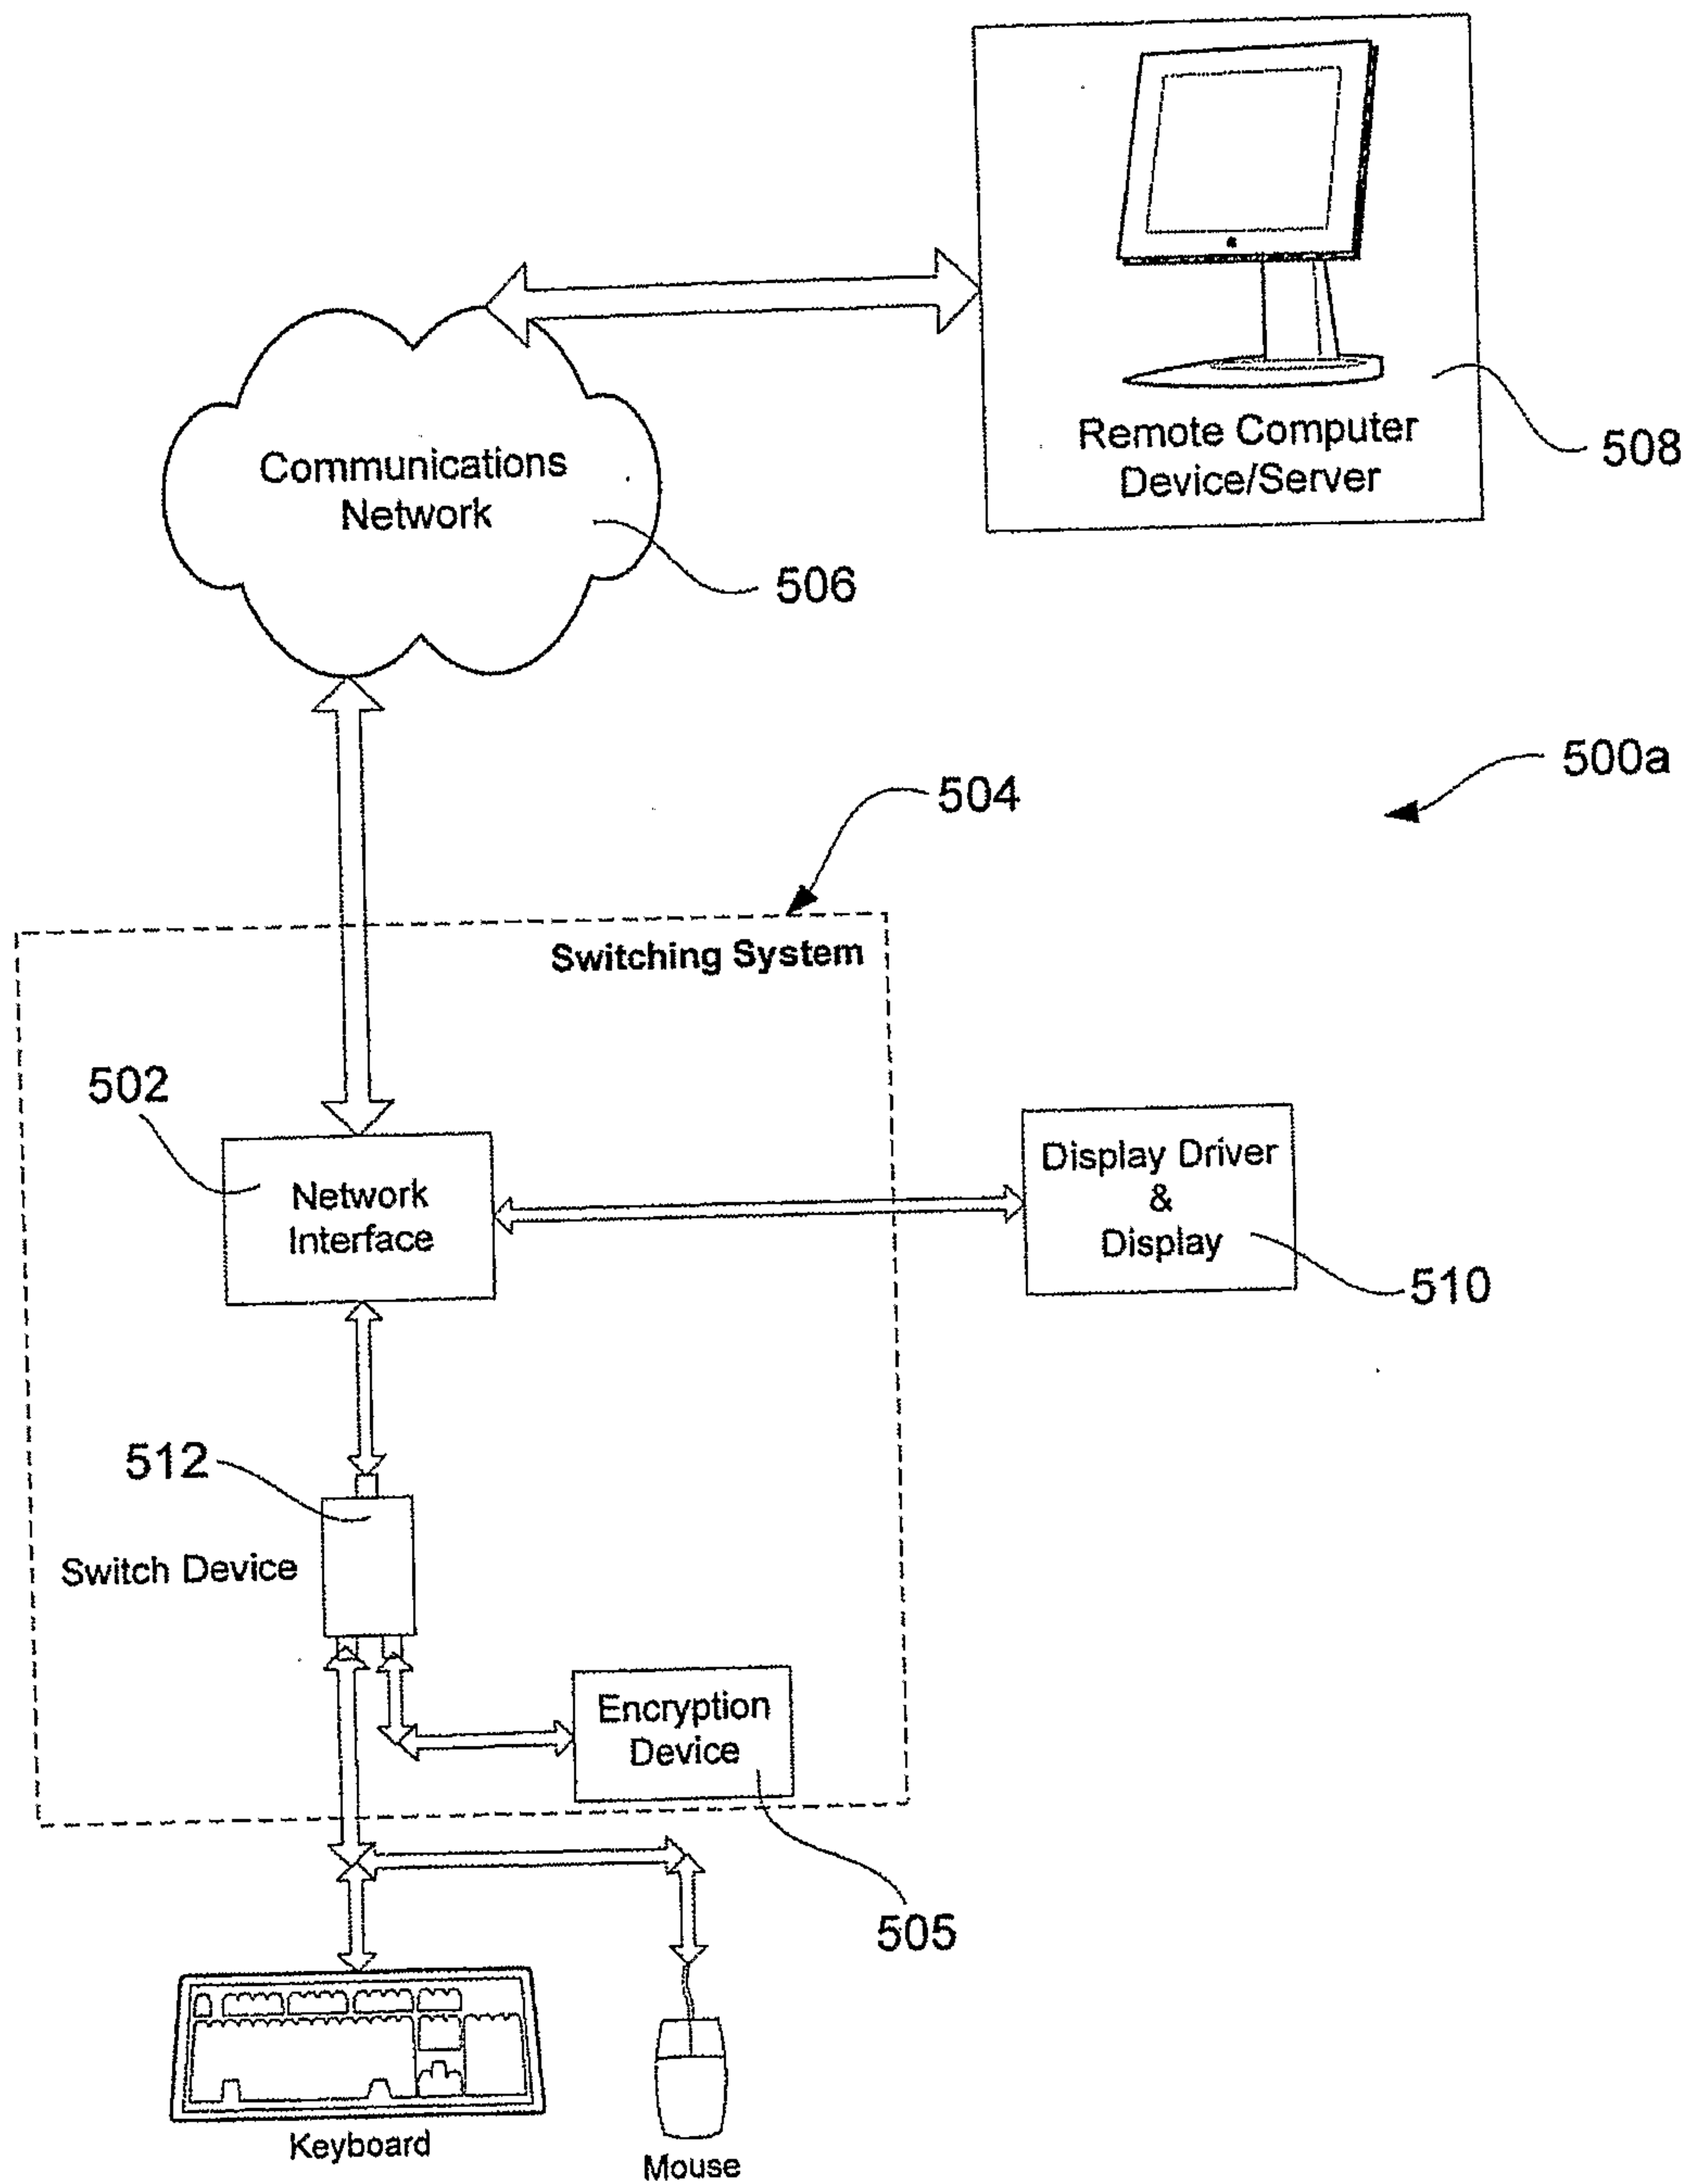 Remote Computer
Device/Server
508
Communications
Network
506
500a
504
Switching System
502
Network
Interface
Display Driver
&
Display
510
512
Switch Device
Encryption
Device
505
Keyboard
Mouse